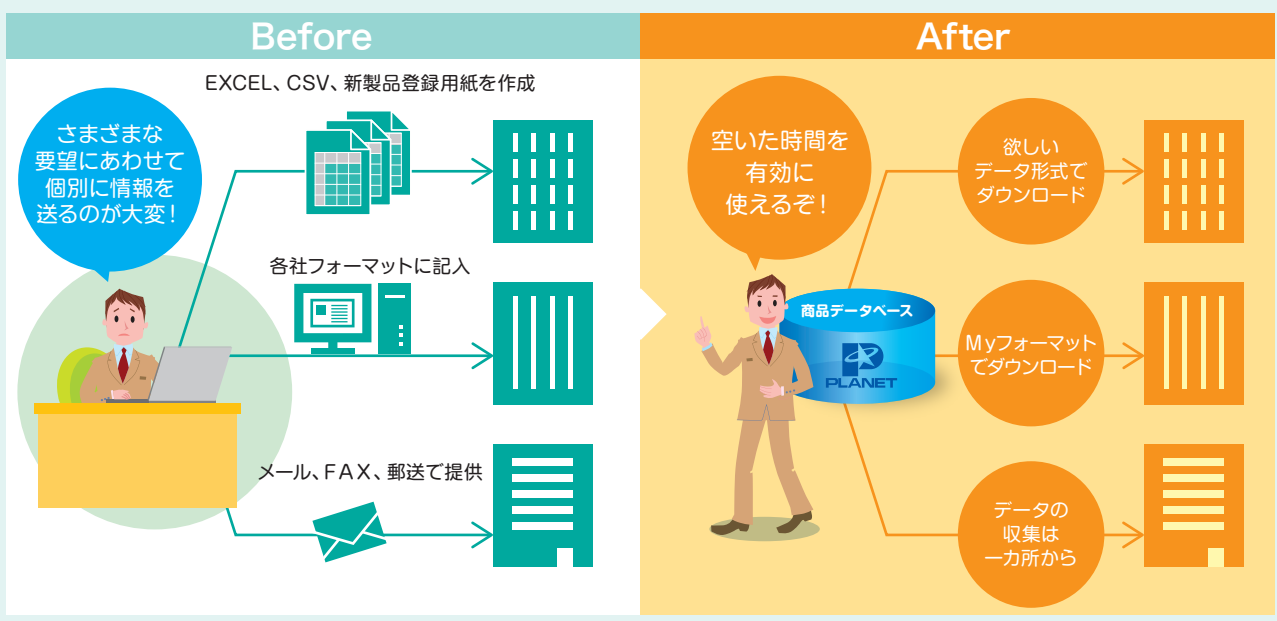 Before
EXCEL、CSV、新製品登録用紙を作成
さまざまな
要望にあわせて
個別に情報を
送るのが大変！
各社フォーマットに記入
メール、FAX、郵送で提供
After
空いた時間を
有効に
使えるぞ！
商品データベース
PLANET
欲しい
データ形式で
ダウンロード
Myフォーマット
でダウンロード
データの
収集は
一カ所から